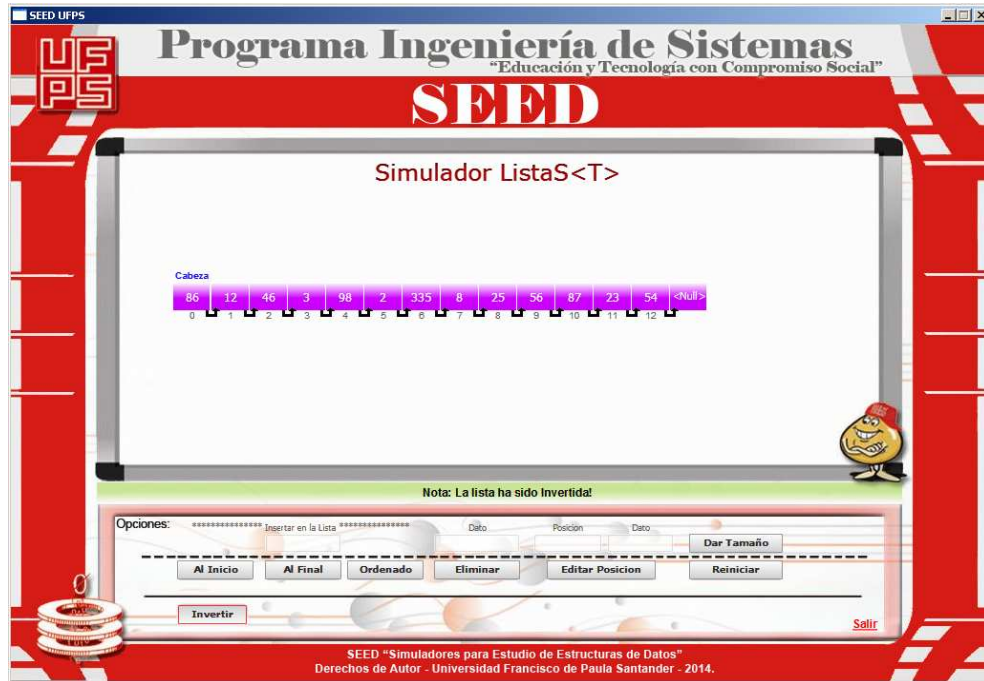 SEED UFPS
UFPS
Programa Ingeniería de Sistemas
“Educación y Tecnología con Compromiso Social”
SEED
Simulador ListaS<T>
Cabeza
86 12 46 3 98 2 335 8 25 56 87 23 54 <Null>
0 1 2 3 4 5 6 7 8 9 10 11 12
Nota: La lista ha sido Invertida!
Opciones: *************** Insertar en la Lista *************** Dato Posicion Dato
Dar Tamaño
Al Inicio Al Final Ordenado Eliminar Editar Posicion Reiniciar
Invertir
Salir
SEED “Simuladores para Estudio de Estructuras de Datos”
Derechos de Autor - Universidad Francisco de Paula Santander - 2014.